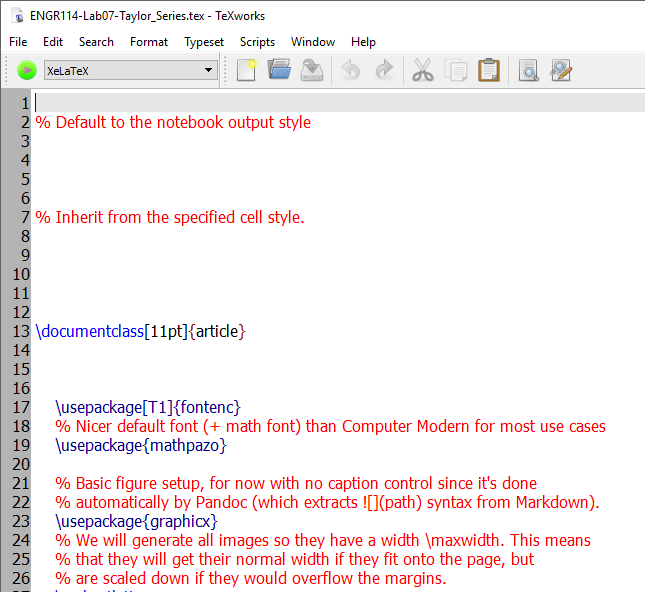 ENGR114-Lab07-Taylor_Series.tex - TeXworks
File Edit Search Format Typeset Scripts Window Help
XeLaTeX
1
2 % Default to the notebook output style
3
4
5
6
7 % Inherit from the specified cell style.
8
9
10
11
12
13 \documentclass[11pt]{article}
14
15
16
17 \usepackage[T1]{fontenc}
18 % Nicer default font (+ math font) than Computer Modern for most use cases
19 \usepackage{mathpazo}
20
21 % Basic figure setup, for now with no caption control since it's done
22 % automatically by Pandoc (which extracts ![](path) syntax from Markdown).
23 \usepackage{graphicx}
24 % We will generate all images so they have a width \maxwidth. This means
25 % that they will get their normal width if they fit onto the page, but
26 % are scaled down if they would overflow the margins.